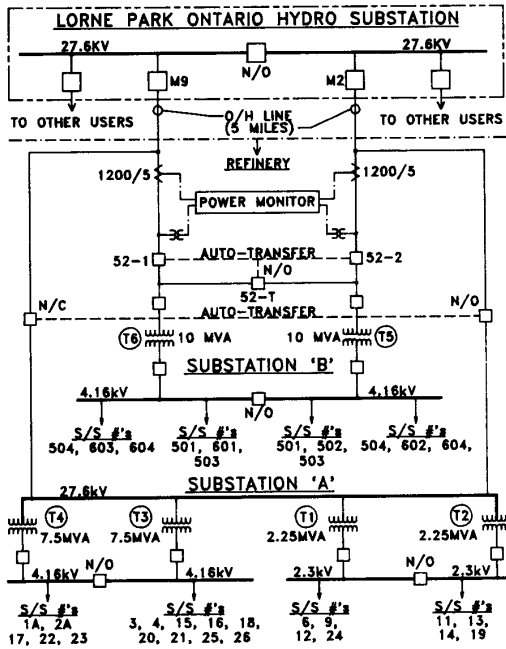 LORNE PARK ONTARIO HYDRO SUBSTATION
27.6KV
27.6KV
N/O
M9
M2
TO OTHER USERS
O/H LINE
(5 MILES)
TO OTHER USERS
REFINERY
1200/5
1200/5
POWER MONITOR
52-1
AUTO-TRANSFER
52-2
N/O
52-T
N/C
AUTO-TRANSFER
N/O
T6
10 MVA
10 MVA
T5
SUBSTATION 'B'
4.16kV
4.16kV
N/O
S/S #'s
504, 603, 604
S/S #'s
501, 601,
503
S/S #'s
501, 502,
503
S/S #'s
504, 602, 604,
SUBSTATION 'A'
27.6kV
T4
7.5MVA
T3
7.5MVA
T1
2.25MVA
T2
2.25MVA
4.16kV
N/O
4.16kV
2.3kV
N/O
2.3kV
S/S #'s
1A, 2A
17, 22, 23
S/S #'s
3, 4, 15, 16, 18,
20, 21, 25, 26
S/S #'s
6, 9,
12, 24
S/S #'s
11, 13,
14, 19